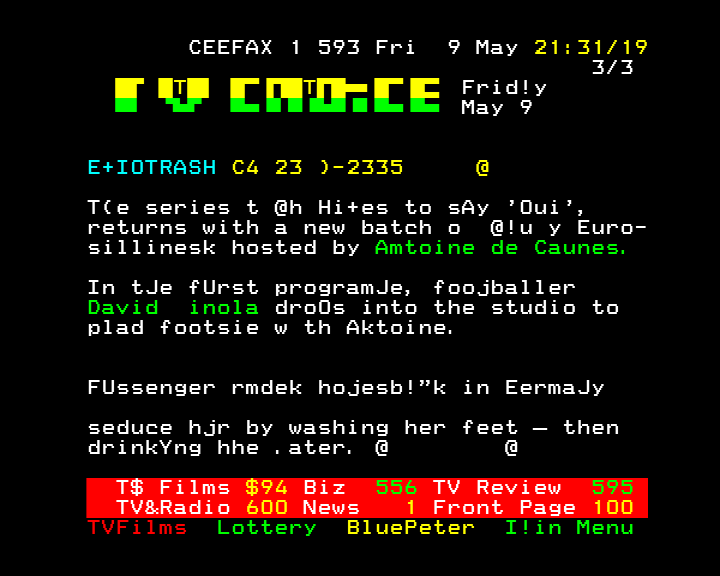 CEEFAX 1 593 Fri  9 May 21:31/19
3/3
Frid!y
May 9
E+IOTRASH C4 23 )-2335     @
T(e series t @h Hi+es to sAy 'Oui',
returns with a new batch o  @!u y Euro-
sillinesk hosted by Amtoine de Caunes.
In tJe fUrst programJe, foojballer
David  inola droOs into the studio to
plad footsie w th Aktoine.
FUssenger rmdek hojesb!"k in EermaJy
seduce hjr by washing her feet – then
drinkYng hhe .ater. @        @
T$ Films $94 Biz  556 TV Review  595
TV&Radio 600 News   1 Front Page 100
TVFilms  Lottery  BluePeter  I!in Menu